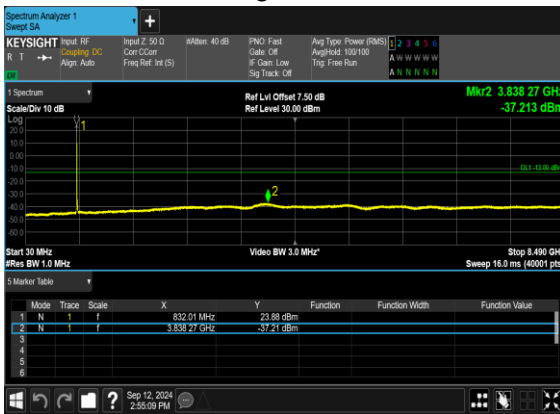 Spectrum Analyzer 1
Swept SA
KEYSIGHT Input: RF Input Z: 50 Ω #Atten: 40 dB PNO: Fast Avg Type: Power (RMS) 1 2 3 4 5 6
R T Coupling: DC Corr CCorr Gate: Off Avg|Hold: 100/100 A W W W W W
Align: Auto Freq Ref: Int (S) IF Gain: Low Trig: Free Run
Sig Track: Off A N N N N N
LV
1 Spectrum Ref Lvl Offset 7.50 dB Mkr2 3.838 27 GHz
Scale/Div 10 dB Ref Level 30.00 dBm -37.213 dBm
Log
20.0 1
10.0
0.00
-10.0 DL1 -13.00 dBm
-20.0
-30.0 2
-40.0
-50.0
-60.0
Start 30 MHz Video BW 3.0 MHz* Stop 8.490 GHz
#Res BW 1.0 MHz Sweep 16.0 ms (40001 pts
5 Marker Table
Mode Trace Scale X Y Function Function Width Function Value
1 N 1 f 832.01 MHz 23.88 dBm
2 N 1 f 3.838 27 GHz -37.21 dBm
3
4
5
6
? Sep 12, 2024
2:55:09 PM